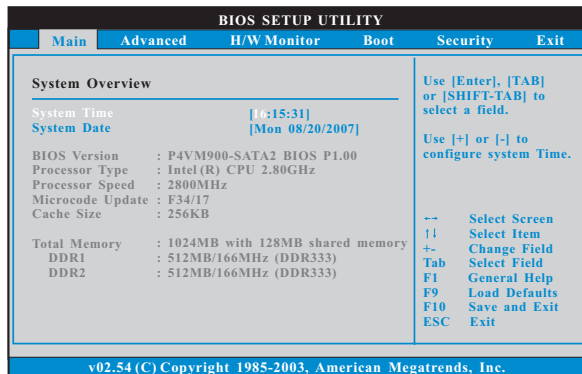 BIOS SETUP UTILITY
Main Advanced H/W Monitor Boot Security Exit
System Overview
System Time [16:15:31]
System Date [Mon 08/20/2007]
BIOS Version : P4VM900-SATA2 BIOS P1.00
Processor Type : Intel (R) CPU 2.80GHz
Processor Speed : 2800MHz
Microcode Update : F34/17
Cache Size : 256KB
Total Memory : 1024MB with 128MB shared memory
DDR1 : 512MB/166MHz (DDR333)
DDR2 : 512MB/166MHz (DDR333)
Use [Enter], [TAB]
or [SHIFT-TAB] to
select a field.
Use [+] or [-] to
configure system Time.
←→ Select Screen
↑↓ Select Item
+- Change Field
Tab Select Field
F1 General Help
F9 Load Defaults
F10 Save and Exit
ESC Exit
v02.54 (C) Copyright 1985-2003, American Megatrends, Inc.